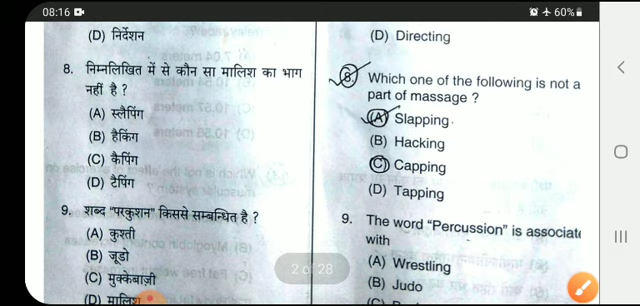 08:16
60%
(D) निर्देशन
8. निम्नलिखित में से कौन सा मालिश का भाग
नहीं है ?
(A) स्लैपिंग
(B) हैकिंग
(C) कैपिंग
(D) टैपिंग
9. शब्द "परकुशन" किससे सम्बन्धित है ?
(A) कुश्ती
(B) जूडो
(C) मुक्केबाज़ी
(D) मालिश
(D) Directing
8. Which one of the following is not a
part of massage ?
(A) Slapping
(B) Hacking
(C) Capping
(D) Tapping
9. The word "Percussion" is associate
with
(A) Wrestling
(B) Judo
2 of 28